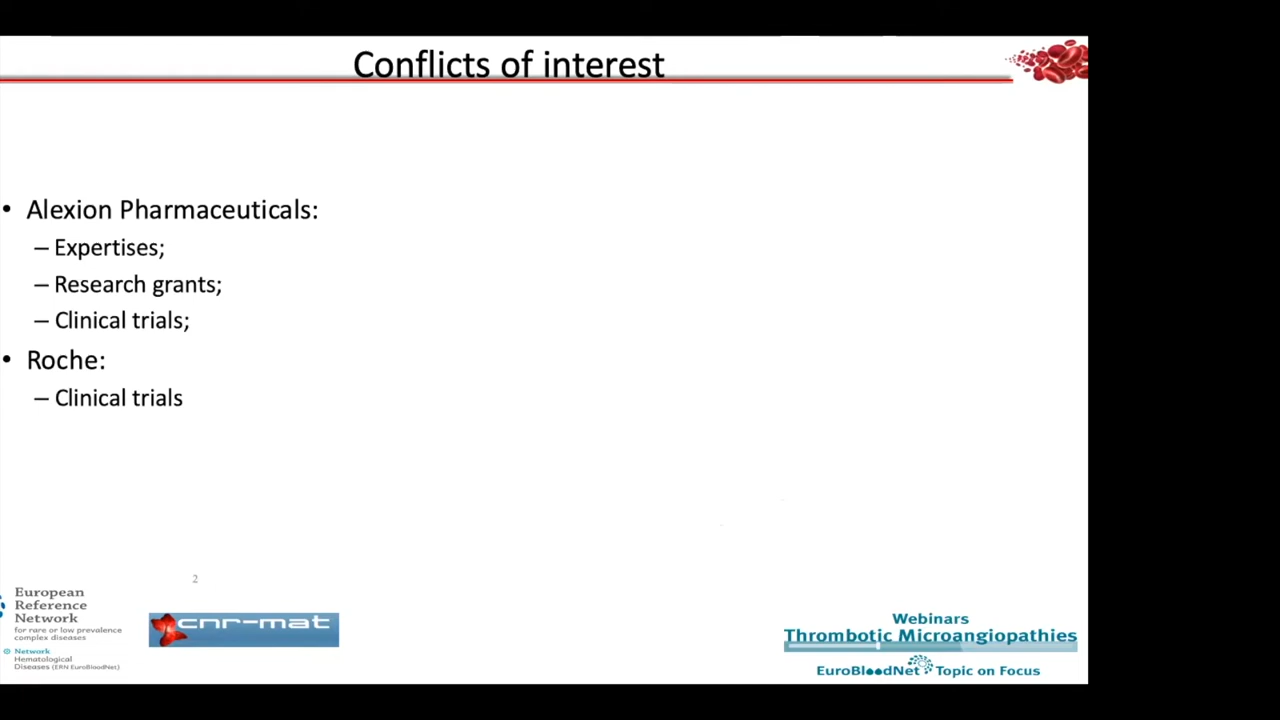 Conflicts of interest
• Alexion Pharmaceuticals:
– Expertises;
– Research grants;
– Clinical trials;
• Roche:
– Clinical trials
2
European
Reference
Network
for rare or low prevalence
complex diseases
Network
Hematological
Diseases (ERN EuroBloodNet)
cnr-mat
Webinars
Thrombotic Microangiopathies
EuroBloodNet Topic on Focus